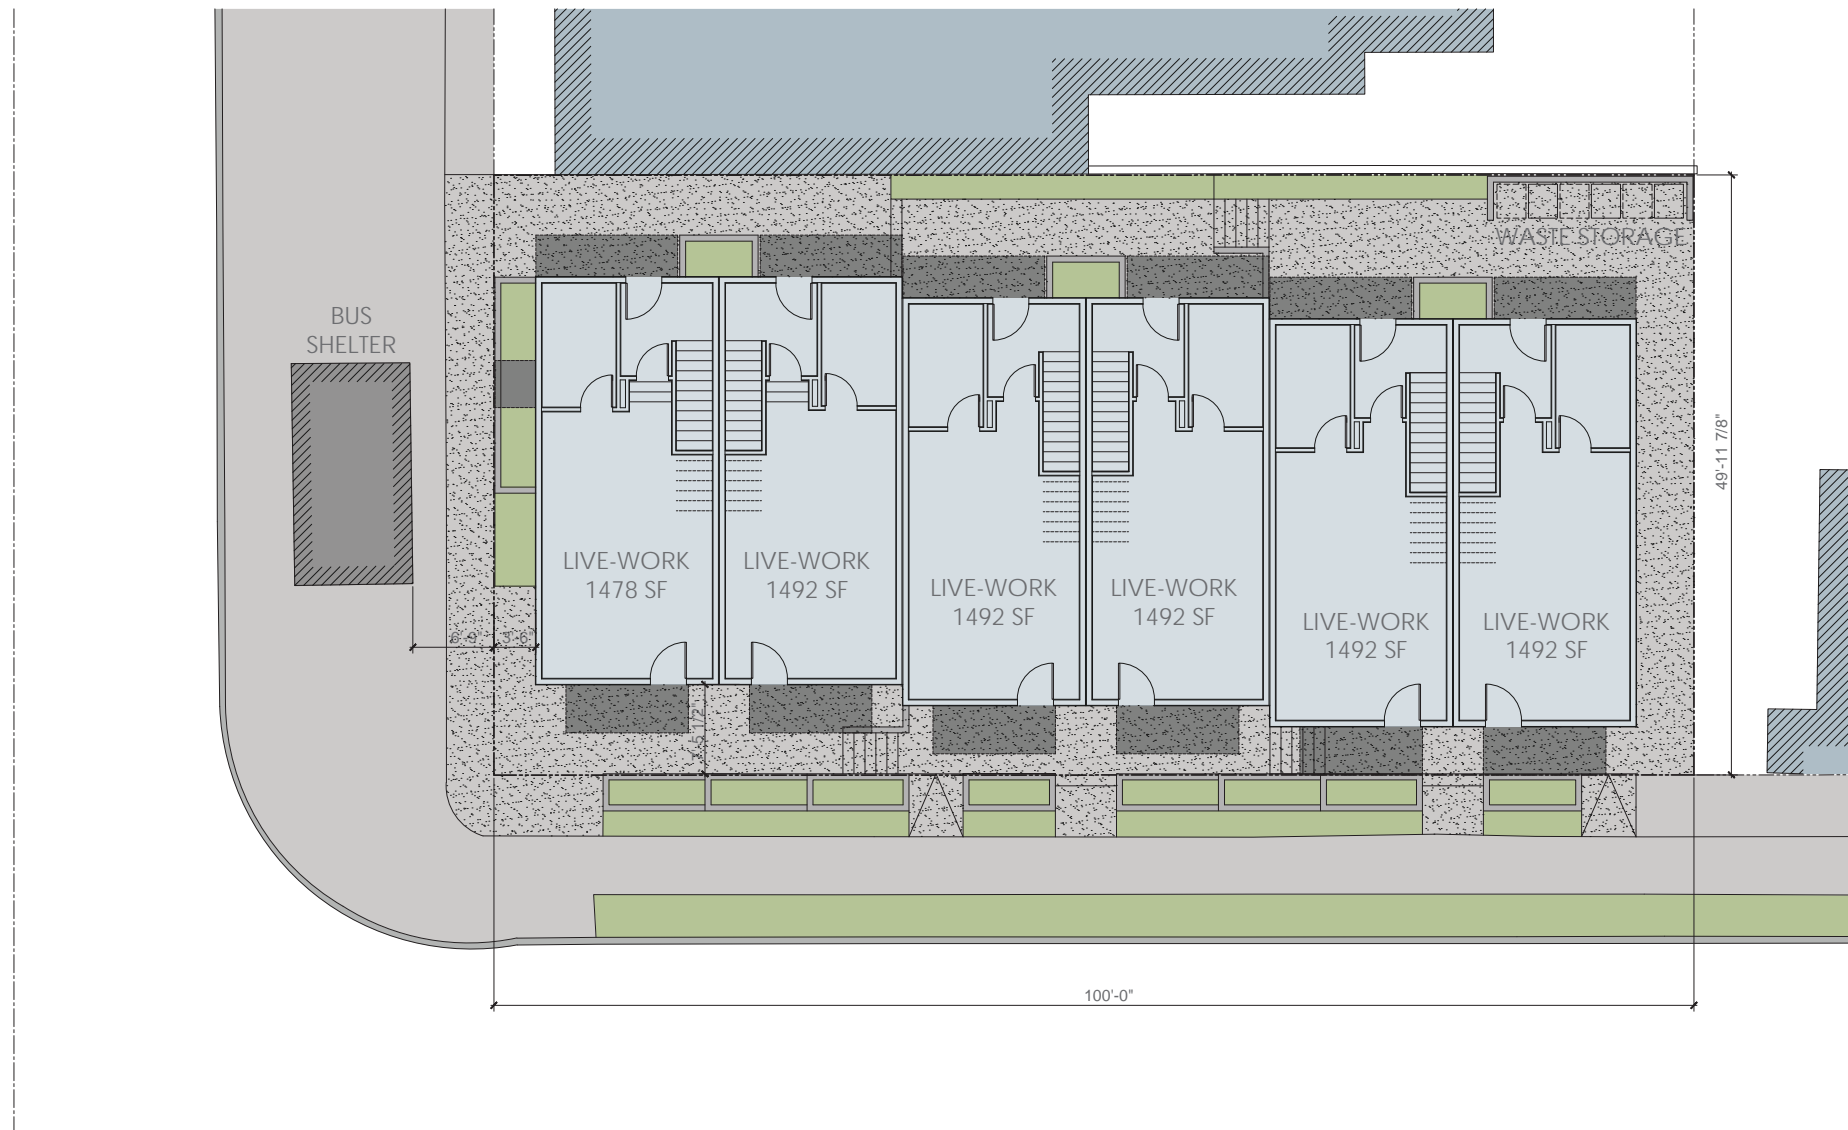 WASTE STORAGE
BUS
SHELTER
49'-11 7/8"
LIVE-WORK
1478 SF
LIVE-WORK
1492 SF
LIVE-WORK
1492 SF
LIVE-WORK
1492 SF
LIVE-WORK
1492 SF
LIVE-WORK
1492 SF
6'-9"
3'-6"
100'-0"